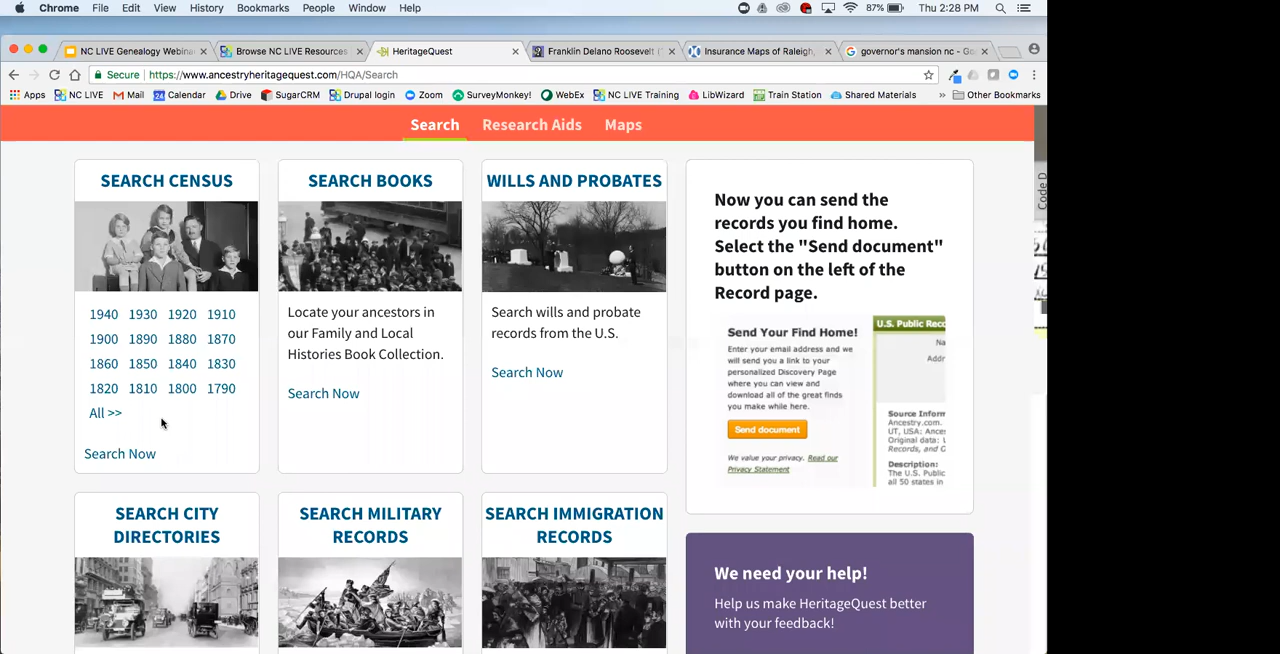 Chrome File Edit View History Bookmarks People Window Help 87% Thu 2:28 PM
NC LIVE Genealogy Webina Browse NC LIVE Resources HeritageQuest Franklin Delano Roosevelt ( Insurance Maps of Raleigh, governor's mansion nc - Go
Secure https://www.ancestryheritagequest.com/HQA/Search
Apps NC LIVE Mail Calendar Drive SugarCRM Drupal login Zoom SurveyMonkey! WebEx NC LIVE Training LibWizard Train Station Shared Materials » Other Bookmarks
Search Research Aids Maps
SEARCH CENSUS
1940 1930 1920 1910
1900 1890 1880 1870
1860 1850 1840 1830
1820 1810 1800 1790
All >>
Search Now
SEARCH BOOKS
Locate your ancestors in
our Family and Local
Histories Book Collection.
Search Now
WILLS AND PROBATES
Search wills and probate
records from the U.S.
Search Now
Now you can send the
records you find home.
Select the "Send document"
button on the left of the
Record page.
Send Your Find Home!
Enter your email address and we
will send you a link to your
personalized Discovery Page
where you can view and
download all of the great finds
you make while here.
Send document
We value your privacy. Read our
Privacy Statement
U.S. Public Reco
Na
Addr
Source Inform
Ancestry.com.
UT, USA: Ances
Original data: V
Records, and C
Description:
The U.S. Public
all 50 states in
Code D
SEARCH CITY
DIRECTORIES
SEARCH MILITARY
RECORDS
SEARCH IMMIGRATION
RECORDS
We need your help!
Help us make HeritageQuest better
with your feedback!